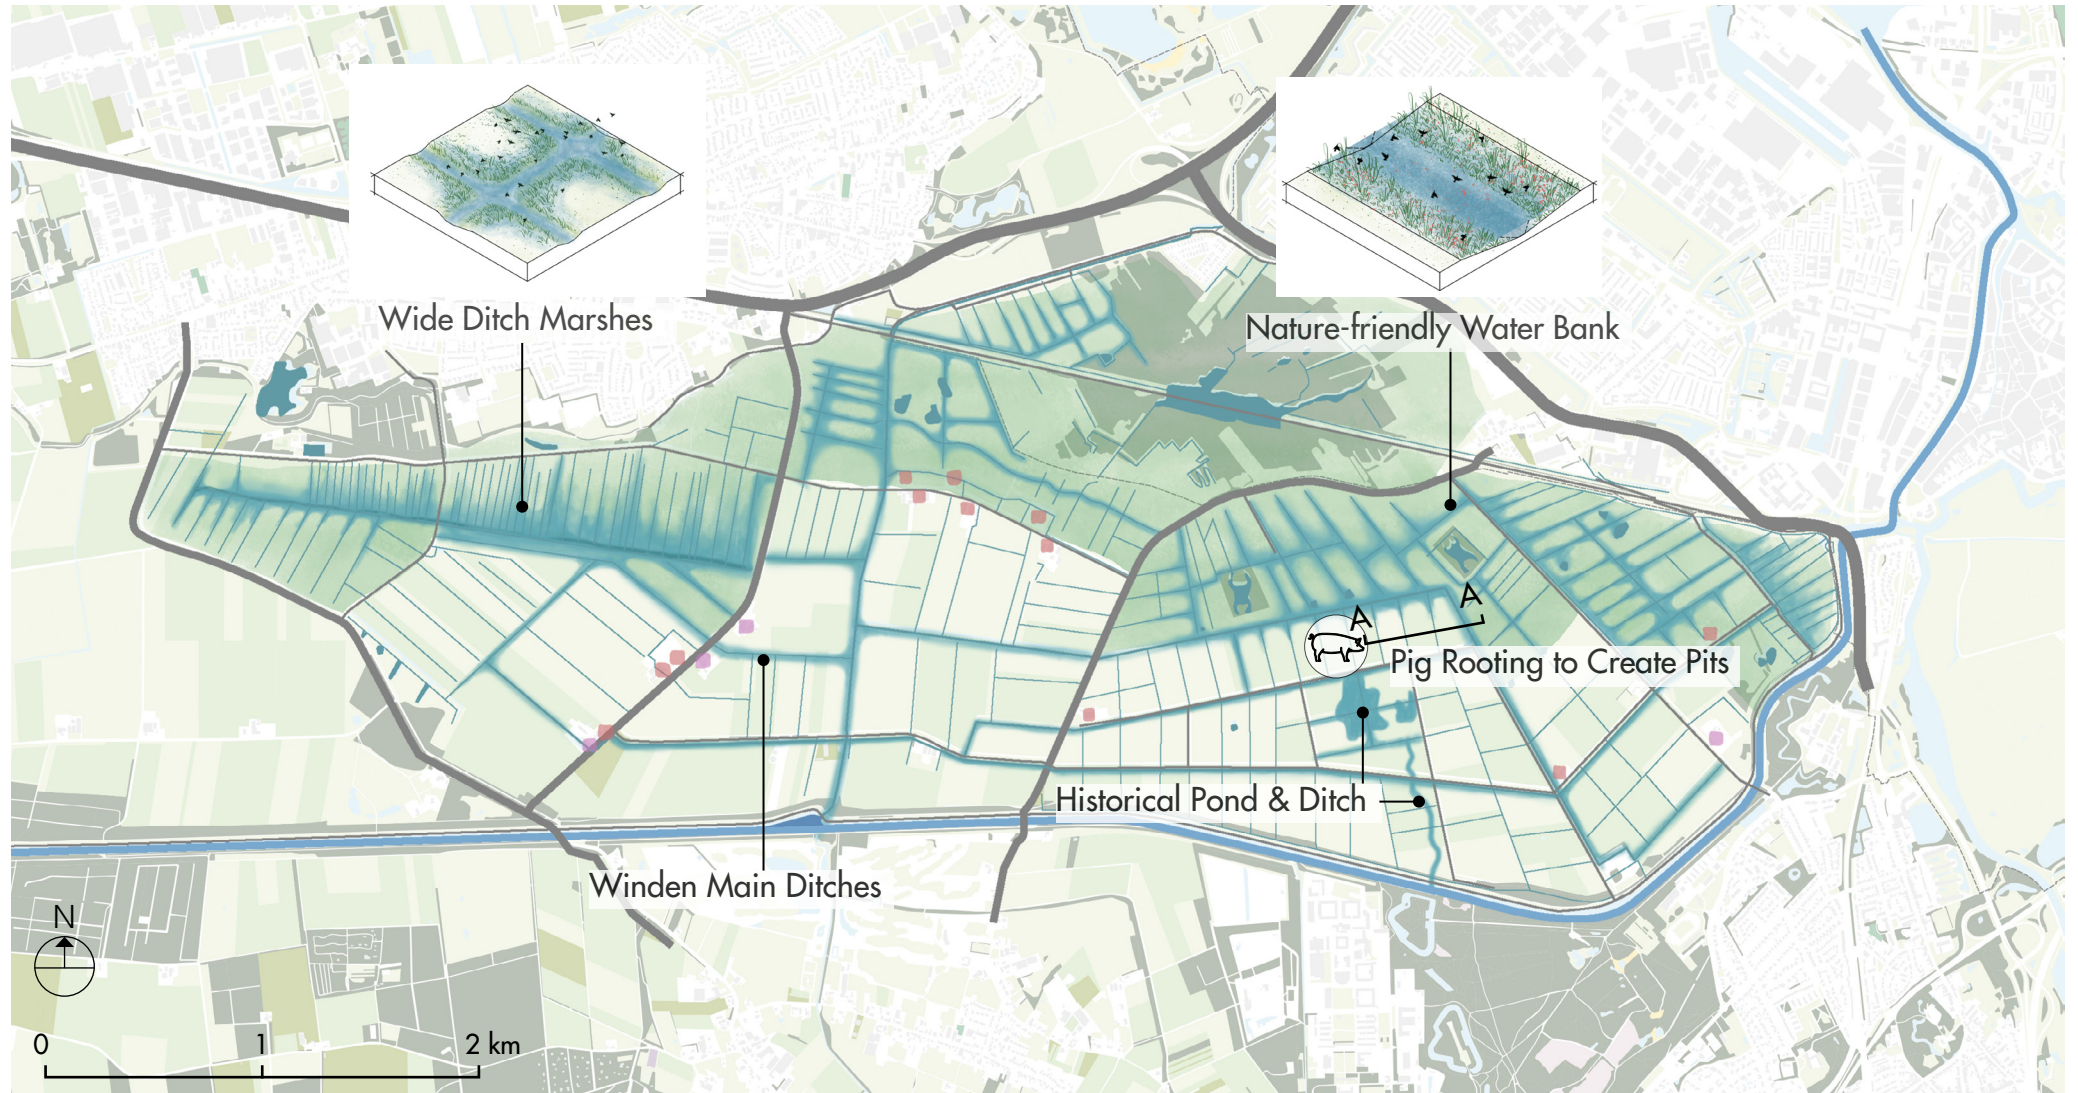 Wide Ditch Marshes
Nature-friendly Water Bank
A
A
Pig Rooting to Create Pits
Historical Pond & Ditch
Winden Main Ditches
N
0 1 2 km